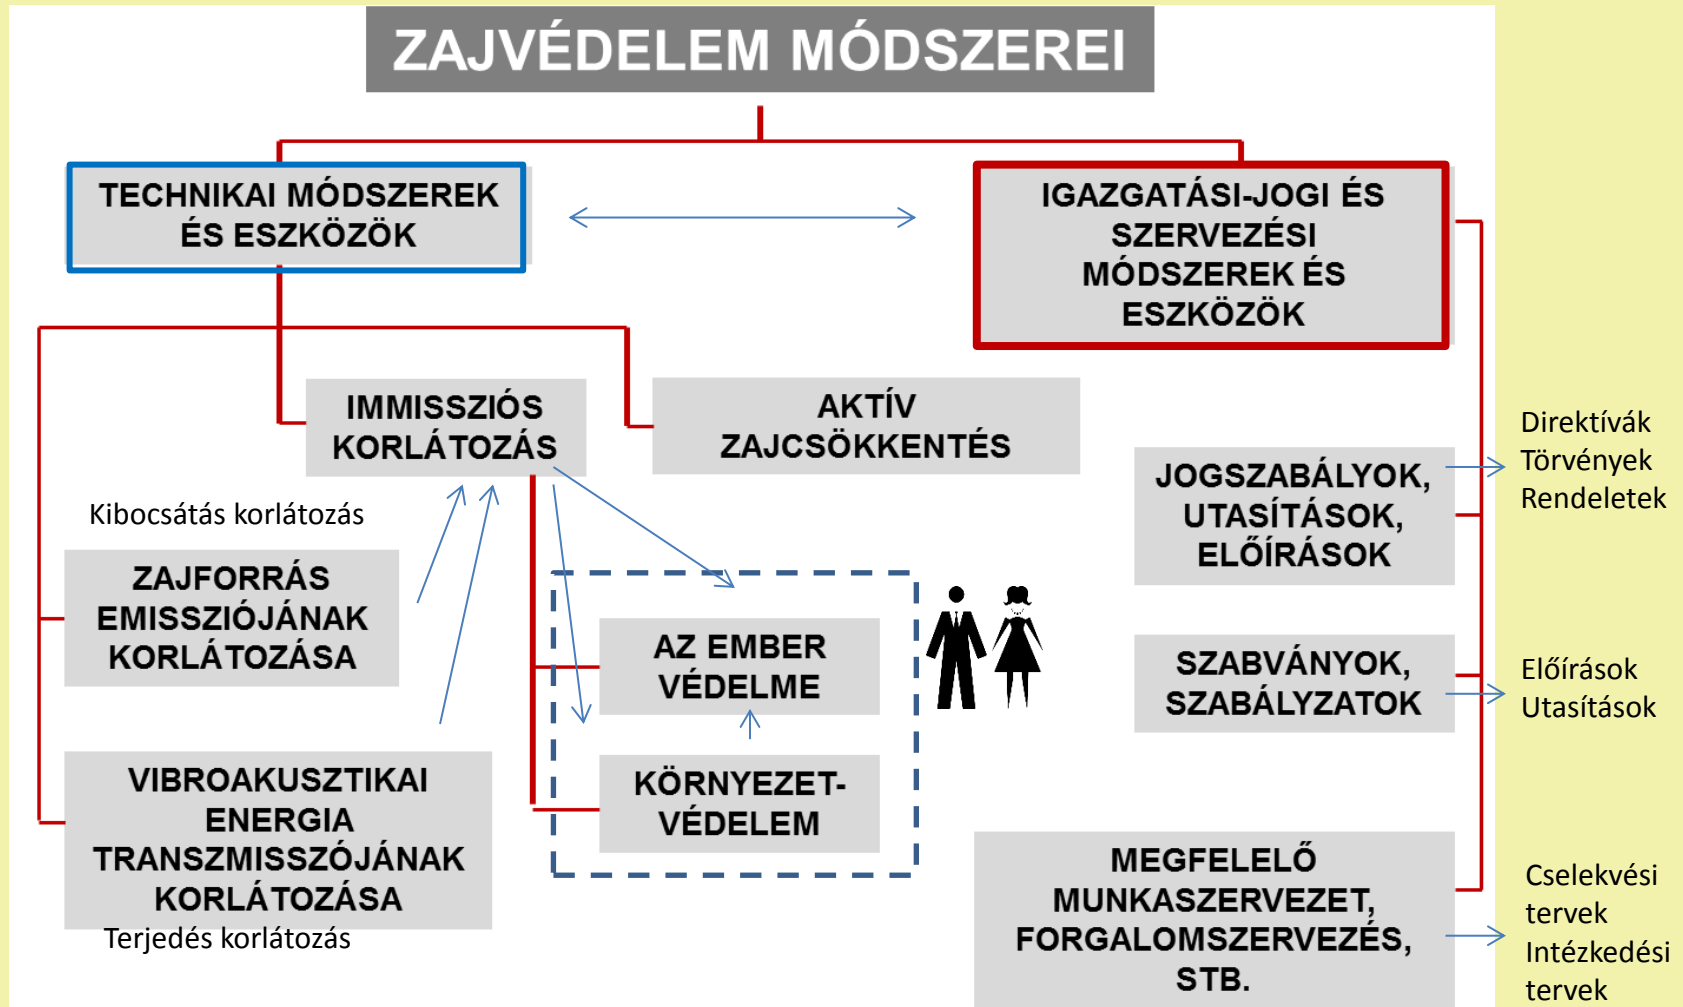 ZAJVÉDELEM MÓDSZEREI
TECHNIKAI MÓDSZEREK
ÉS ESZKÖZÖK
IGAZGATÁSI-JOGI ÉS
SZERVEZÉSI
MÓDSZEREK ÉS
ESZKÖZÖK
IMMISSZIÓS
KORLÁTOZÁS
AKTÍV
ZAJCSÖKKENTÉS
Kibocsátás korlátozás
ZAJFORRÁS
EMISSZIÓJÁNAK
KORLÁTOZÁSA
VIBROAKUSZTIKAI
ENERGIA
TRANSZMISSZÓJÁNAK
KORLÁTOZÁSA
Terjedés korlátozás
AZ EMBER
VÉDELME
KÖRNYEZET-
VÉDELEM
JOGSZABÁLYOK,
UTASÍTÁSOK,
ELŐÍRÁSOK
Direktívák
Törvények
Rendeletek
SZABVÁNYOK,
SZABÁLYZATOK
Előírások
Utasítások
MEGFELELŐ
MUNKASZERVEZET,
FORGALOMSZERVEZÉS,
STB.
Cselekvési
tervek
Intézkedési
tervek